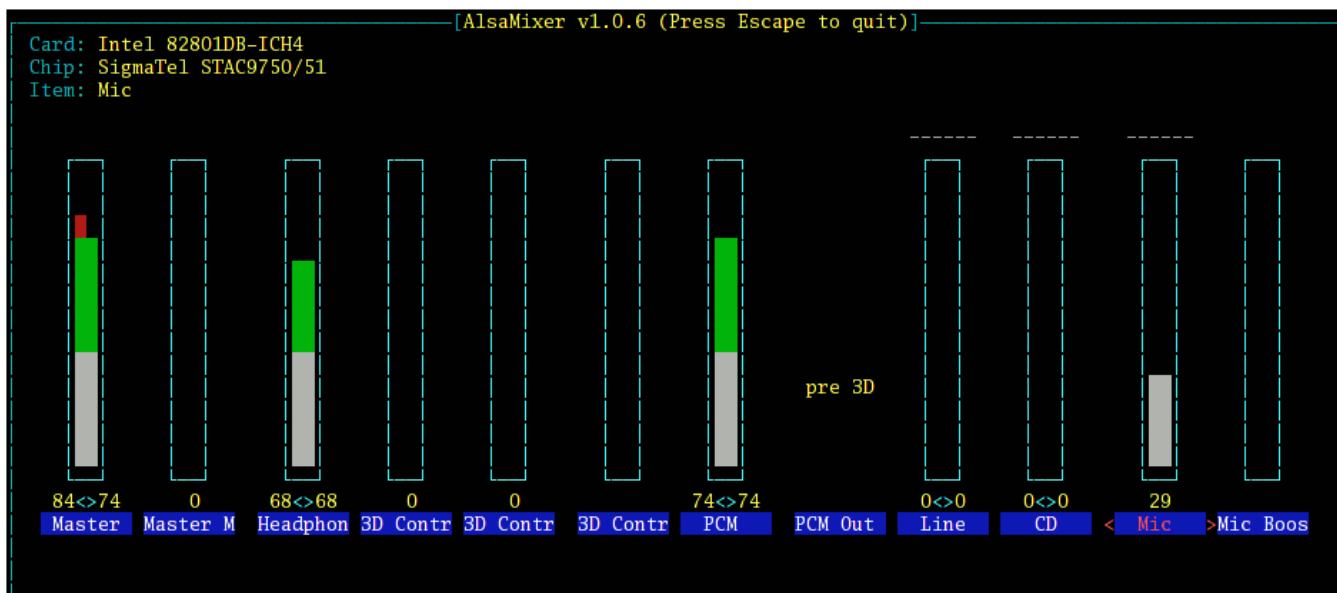 [AlsaMixer v1.0.6 (Press Escape to quit)]
Card: Intel 82801DB-ICH4
Chip: SigmaTel STAC9750/51
Item: Mic
------ ------ ------
pre 3D
84<>74 0 68<>68 0 0 74<>74 0<>0 0<>0 29
Master Master M Headphon 3D Contr 3D Contr 3D Contr PCM PCM Out Line CD < Mic >Mic Boos